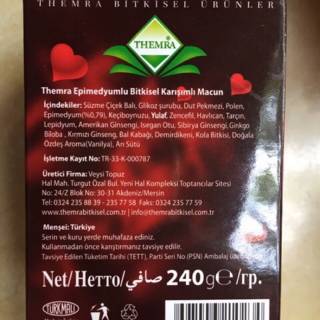 THEMRA BİTKİSEL ÜRÜNLER
THEMRA
Themra Epimedyumlu Bitkisel Karışımlı Macun
İçindekiler: Süzme Çiçek Balı, Glikoz şurubu, Dut Pekmezi, Polen,
Epimedyum(%0,79), Keçiboynuzu, Yulaf, Zencefil, Havlıcan, Tarçın,
Lepidyum, Amerikan Ginsengi, Isegan Otu, Sibirya Ginsengi, Ginkgo
Biloba , Kırmızı Ginseng, Bal Kabağı, Demirdikeni, Kola Bitkisi, Doğala
Özdeş Aroma(Vanilya), Arı Sütü
İşletme Kayıt No: TR-33-K-000787
Üretici Firma: Veysi Topuz
Hal Mah. Turgut Özal Bul. Yeni Hal Kompleksi Toptancılar Sitesi
No: 24/Z Blok No: 30-31 Akdeniz/Mersin
Tel: 0324 235 88 39 - 235 77 58 Faks: 0324 235 77 59
www.themrabitkisel.com.tr | info@themrabitkisel.com.tr
Menşei: Türkiye
Serin ve kuru yerde muhafaza ediniz.
Kullanmadan önce karıştırmanız tavsiye edilir.
Tavsiye Edilen Tüketim Tarihi (TETT), Parti Seri No (PSN) Ambalaj
Net/Нетто/صافي 240g℮/гр.
TÜRKMALI